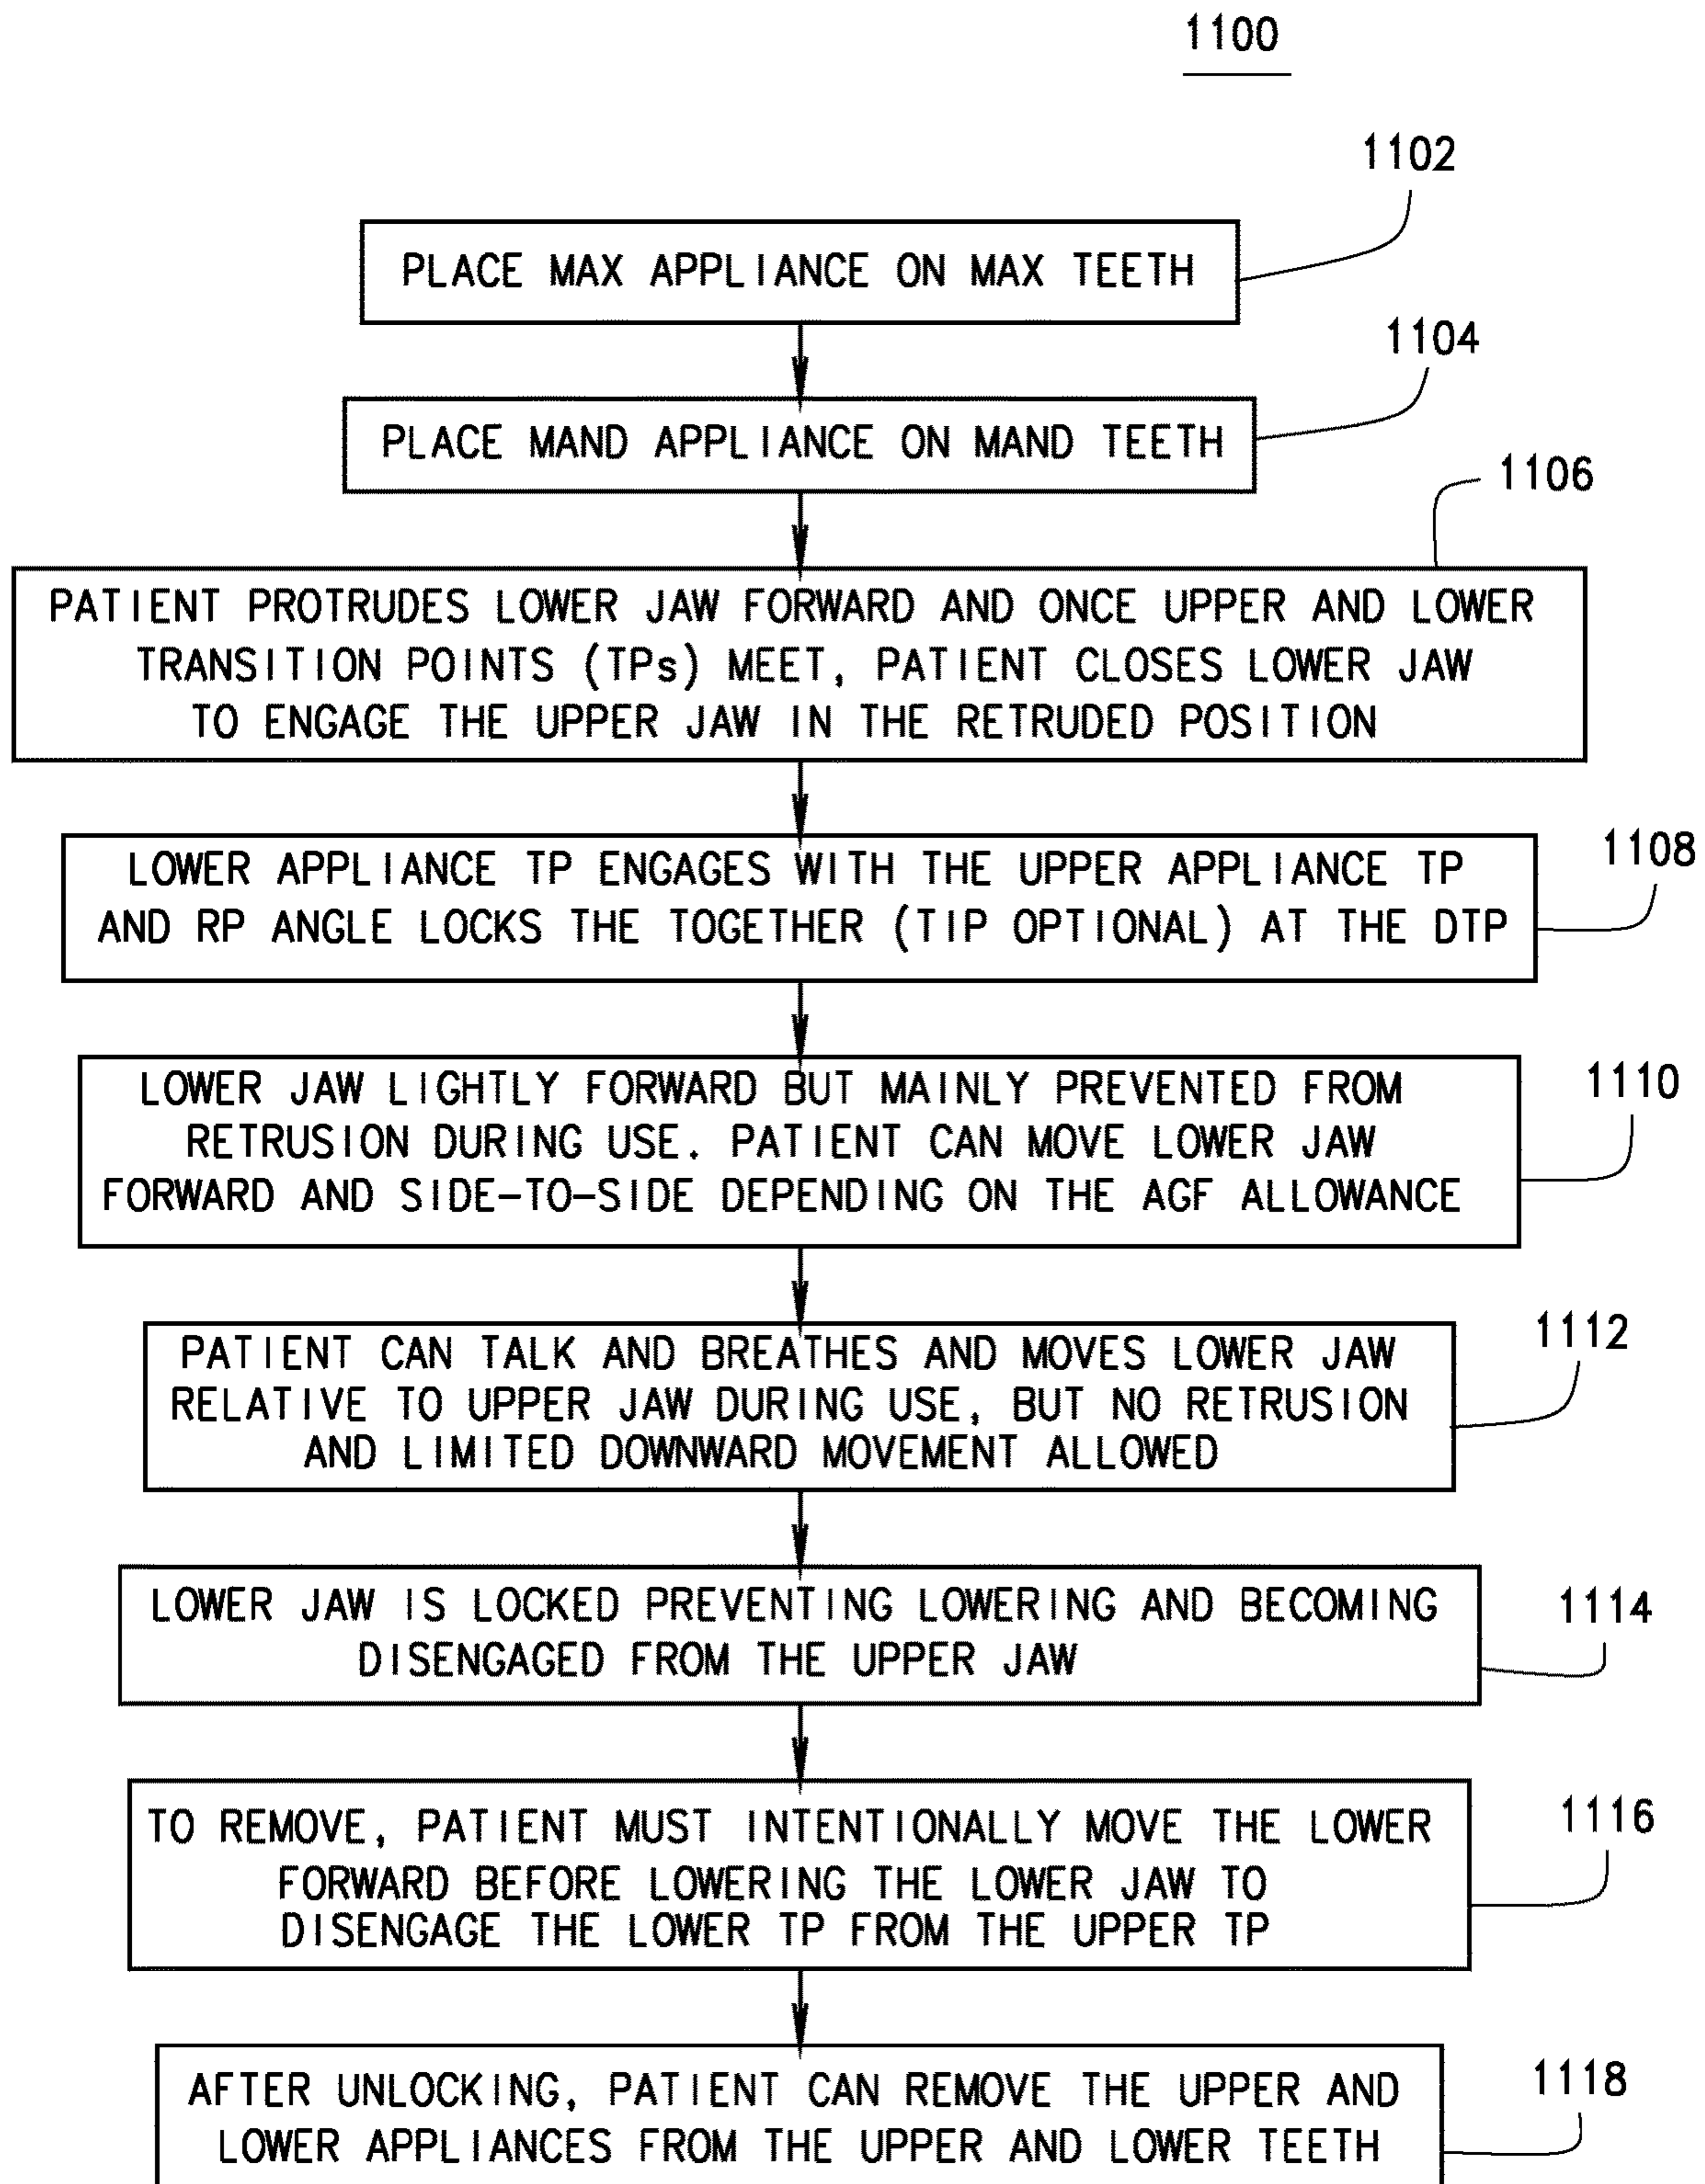 1100
1102
PLACE MAX APPLIANCE ON MAX TEETH
1104
PLACE MAND APPLIANCE ON MAND TEETH
1106
PATIENT PROTRUDES LOWER JAW FORWARD AND ONCE UPPER AND LOWER
TRANSITION POINTS (TPs) MEET, PATIENT CLOSES LOWER JAW
TO ENGAGE THE UPPER JAW IN THE RETRUDED POSITION
1108
LOWER APPLIANCE TP ENGAGES WITH THE UPPER APPLIANCE TP
AND RP ANGLE LOCKS THE TOGETHER (TIP OPTIONAL) AT THE DTP
1110
LOWER JAW LIGHTLY FORWARD BUT MAINLY PREVENTED FROM
RETRUSION DURING USE. PATIENT CAN MOVE LOWER JAW
FORWARD AND SIDE-TO-SIDE DEPENDING ON THE AGF ALLOWANCE
1112
PATIENT CAN TALK AND BREATHES AND MOVES LOWER JAW
RELATIVE TO UPPER JAW DURING USE, BUT NO RETRUSION
AND LIMITED DOWNWARD MOVEMENT ALLOWED
1114
LOWER JAW IS LOCKED PREVENTING LOWERING AND BECOMING
DISENGAGED FROM THE UPPER JAW
1116
TO REMOVE, PATIENT MUST INTENTIONALLY MOVE THE LOWER
FORWARD BEFORE LOWERING THE LOWER JAW TO
DISENGAGE THE LOWER TP FROM THE UPPER TP
1118
AFTER UNLOCKING, PATIENT CAN REMOVE THE UPPER AND
LOWER APPLIANCES FROM THE UPPER AND LOWER TEETH